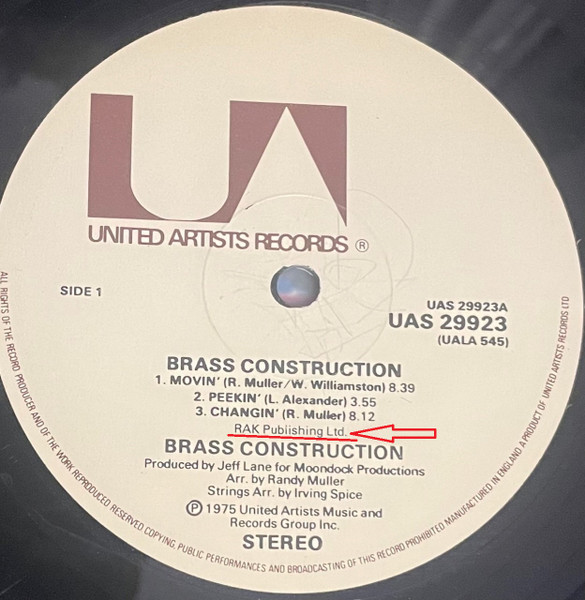 UA
UNITED ARTISTS RECORDS ®
SIDE 1
UAS 29923A
UAS 29923
(UALA 545)
BRASS CONSTRUCTION
1. MOVIN' (R. Muller/W. Williamston) 8.39
2. PEEKIN' (L. Alexander) 3.55
3. CHANGIN' (R. Muller) 8.12
RAK Publishing Ltd.
BRASS CONSTRUCTION
Produced by Jeff Lane for Moondock Productions
Arr. by Randy Muller
Strings Arr. by Irving Spice
℗ 1975 United Artists Music and
Records Group Inc.
STEREO
ALL RIGHTS OF THE RECORD PRODUCER AND OF THE WORK REPRODUCED RESERVED COPYING, PUBLIC PERFORMANCES AND BROADCASTING OF THIS RECORD PROHIBITED MANUFACTURED IN ENGLAND A PRODUCT OF UNITED ARTISTS RECORDS LTD